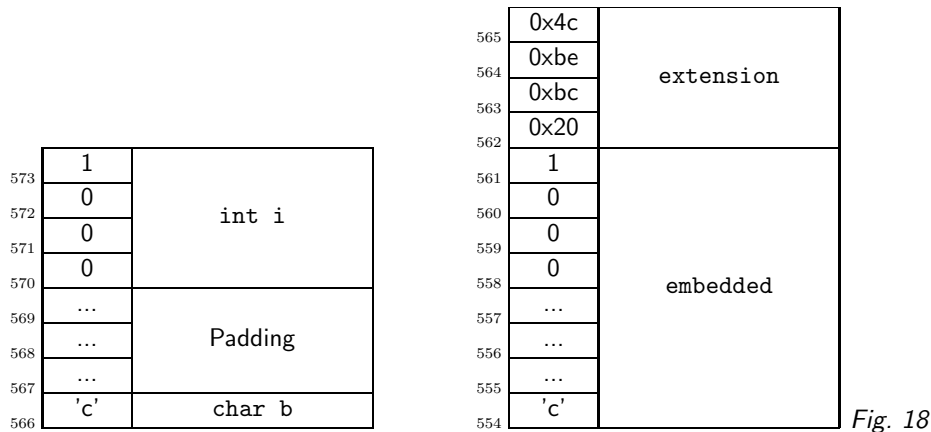 573 1
572 0
571 0
570 0
int i
569 ...
568 ...
567 ...
Padding
566 'c' char b
565 0x4c
564 0xbe
563 0xbc
562 0x20
extension
561 1
560 0
559 0
558 0
557 ...
556 ...
555 ...
554 'c'
embedded
Fig. 18